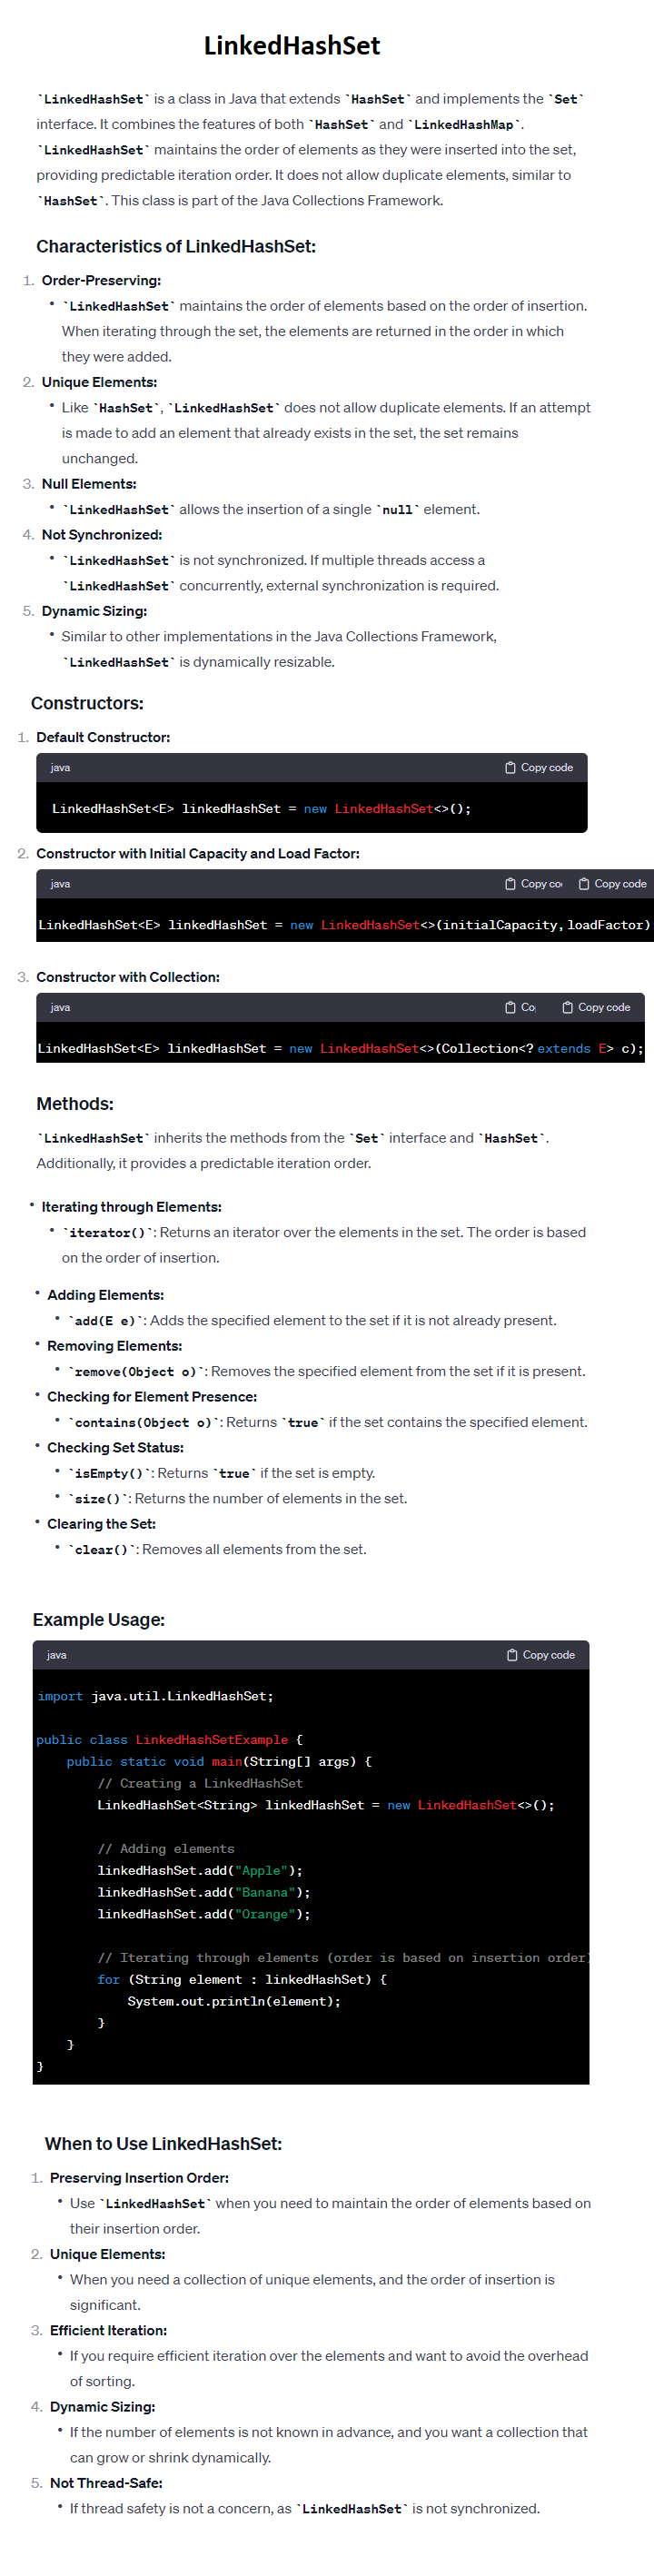 LinkedHashSet
`LinkedHashSet` is a class in Java that extends `HashSet` and implements the `Set`
interface. It combines the features of both `HashSet` and `LinkedHashMap`.
`LinkedHashSet` maintains the order of elements as they were inserted into the set,
providing predictable iteration order. It does not allow duplicate elements, similar to
`HashSet`. This class is part of the Java Collections Framework.
Characteristics of LinkedHashSet:
1. Order-Preserving:
• `LinkedHashSet` maintains the order of elements based on the order of insertion.
When iterating through the set, the elements are returned in the order in which
they were added.
2. Unique Elements:
• Like `HashSet`, `LinkedHashSet` does not allow duplicate elements. If an attempt
is made to add an element that already exists in the set, the set remains
unchanged.
3. Null Elements:
• `LinkedHashSet` allows the insertion of a single `null` element.
4. Not Synchronized:
• `LinkedHashSet` is not synchronized. If multiple threads access a
`LinkedHashSet` concurrently, external synchronization is required.
5. Dynamic Sizing:
• Similar to other implementations in the Java Collections Framework,
`LinkedHashSet` is dynamically resizable.
Constructors:
1. Default Constructor:
java Copy code
LinkedHashSet<E> linkedHashSet = new LinkedHashSet<>();
2. Constructor with Initial Capacity and Load Factor:
java Copy co Copy code
LinkedHashSet<E> linkedHashSet = new LinkedHashSet<>(initialCapacity, loadFactor)
3. Constructor with Collection:
java Co Copy code
LinkedHashSet<E> linkedHashSet = new LinkedHashSet<>(Collection<? extends E> c);
Methods:
`LinkedHashSet` inherits the methods from the `Set` interface and `HashSet`.
Additionally, it provides a predictable iteration order.
• Iterating through Elements:
• `iterator()`: Returns an iterator over the elements in the set. The order is based
on the order of insertion.
• Adding Elements:
• `add(E e)`: Adds the specified element to the set if it is not already present.
• Removing Elements:
• `remove(Object o)`: Removes the specified element from the set if it is present.
• Checking for Element Presence:
• `contains(Object o)`: Returns `true` if the set contains the specified element.
• Checking Set Status:
• `isEmpty()`: Returns `true` if the set is empty.
• `size()`: Returns the number of elements in the set.
• Clearing the Set:
• `clear()`: Removes all elements from the set.
Example Usage:
java Copy code
import java.util.LinkedHashSet;
public class LinkedHashSetExample {
public static void main(String[] args) {
// Creating a LinkedHashSet
LinkedHashSet<String> linkedHashSet = new LinkedHashSet<>();
// Adding elements
linkedHashSet.add("Apple");
linkedHashSet.add("Banana");
linkedHashSet.add("Orange");
// Iterating through elements (order is based on insertion order)
for (String element : linkedHashSet) {
System.out.println(element);
}
}
}
When to Use LinkedHashSet:
1. Preserving Insertion Order:
• Use `LinkedHashSet` when you need to maintain the order of elements based on
their insertion order.
2. Unique Elements:
• When you need a collection of unique elements, and the order of insertion is
significant.
3. Efficient Iteration:
• If you require efficient iteration over the elements and want to avoid the overhead
of sorting.
4. Dynamic Sizing:
• If the number of elements is not known in advance, and you want a collection that
can grow or shrink dynamically.
5. Not Thread-Safe:
• If thread safety is not a concern, as `LinkedHashSet` is not synchronized.